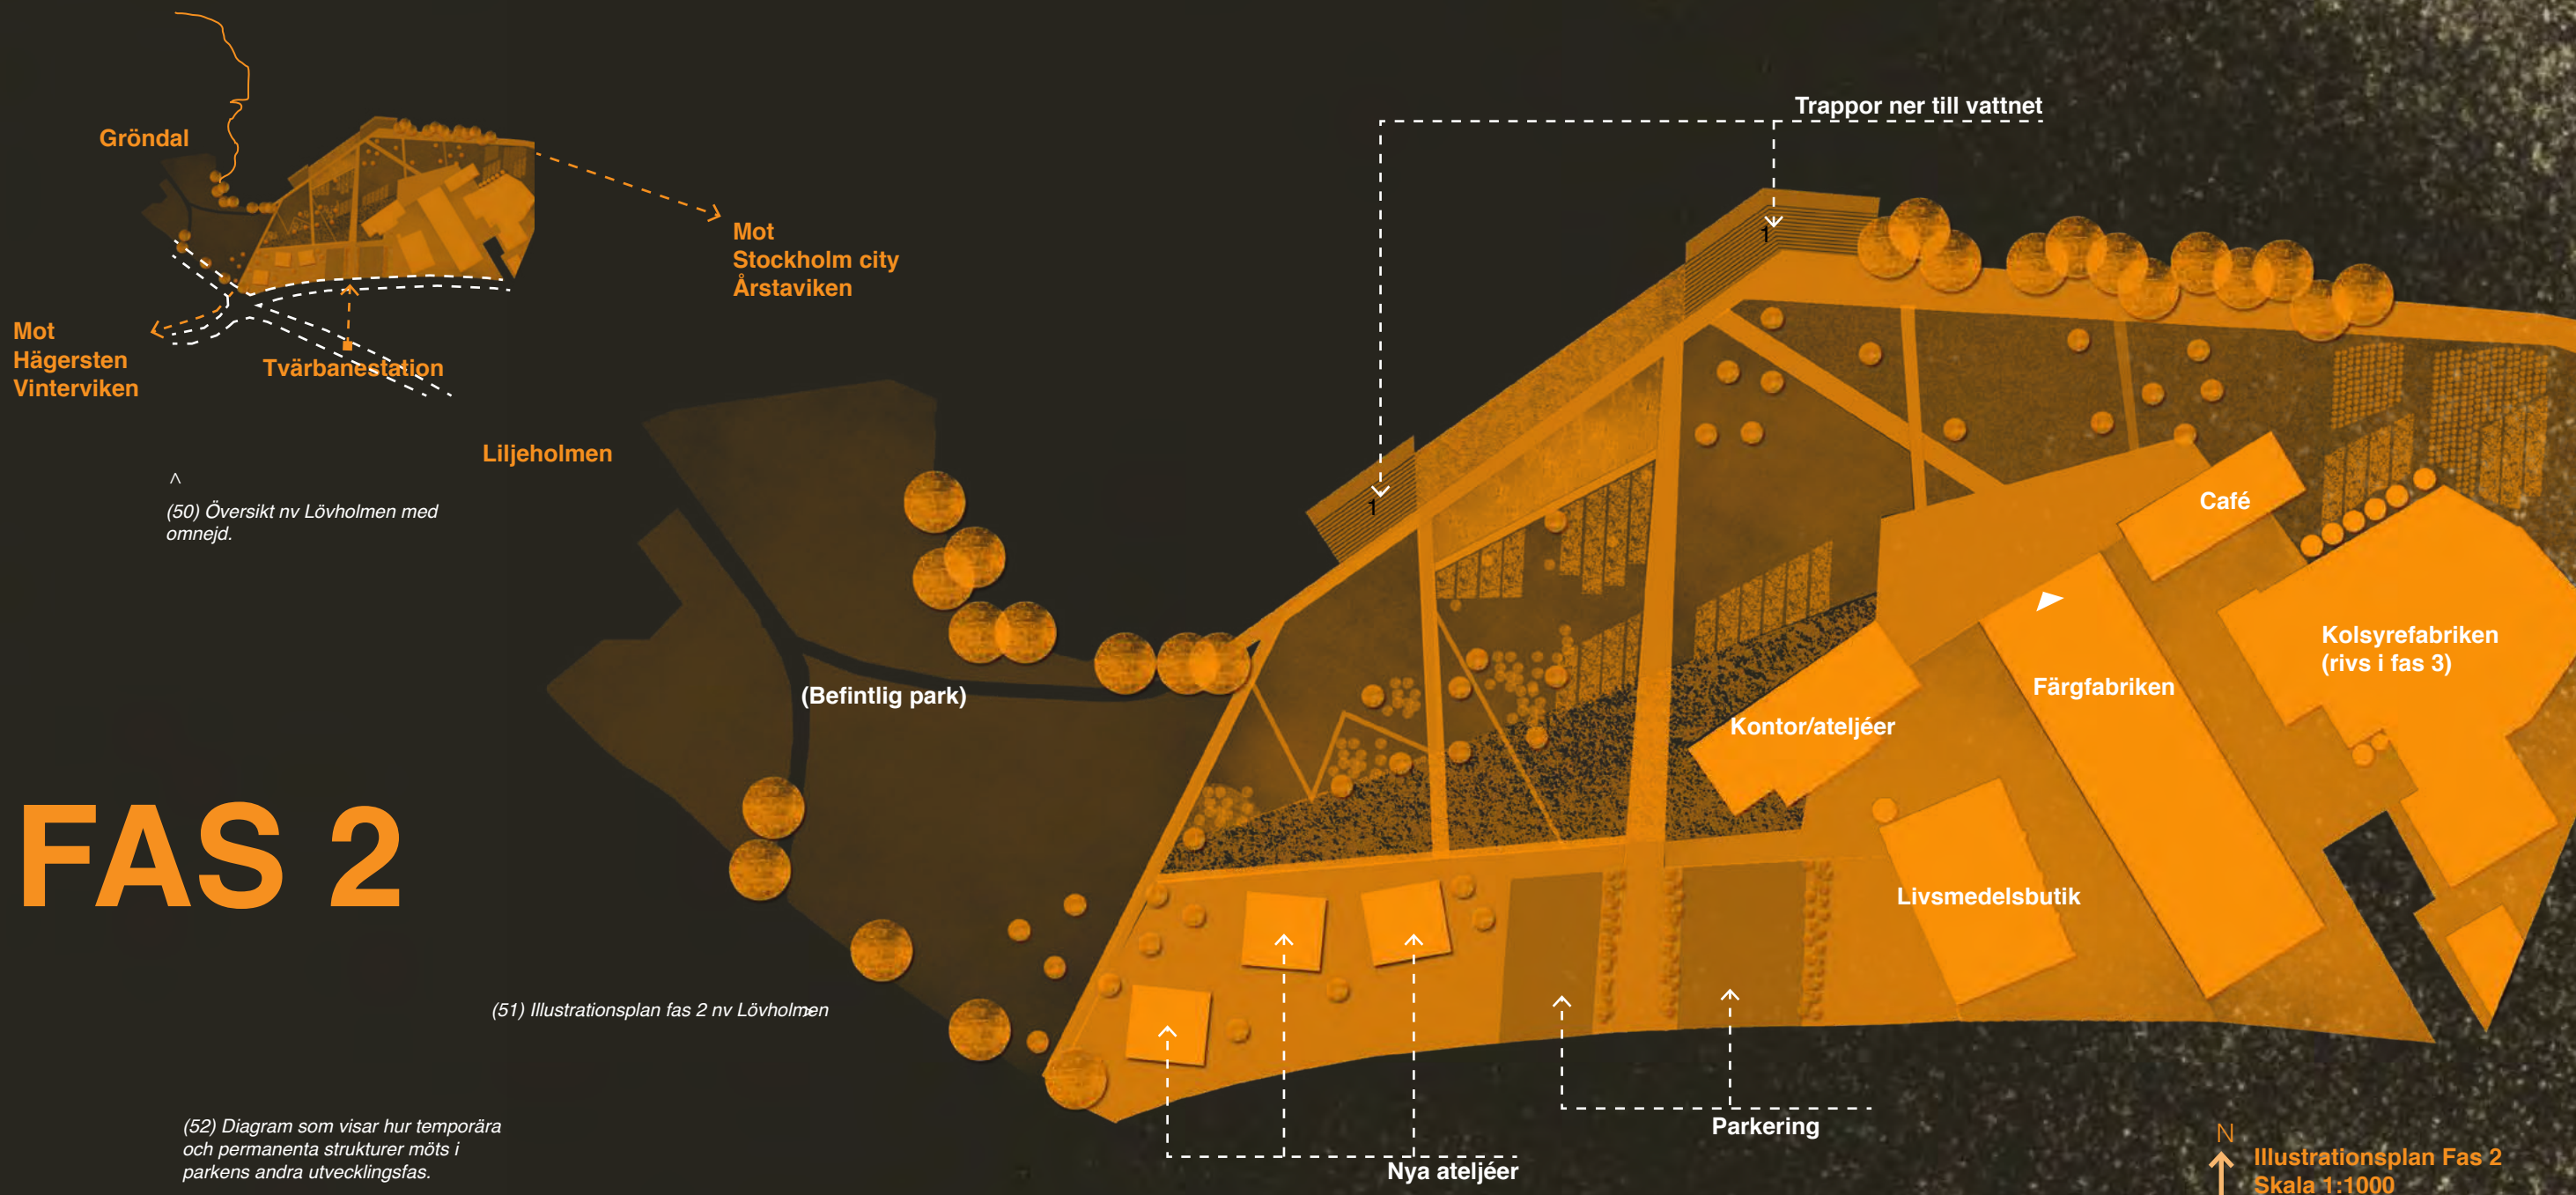 Gröndal
Mot
Stockholm city
Årstaviken
Mot
Hägersten
Vinterviken
Tvärbanestation
Liljeholmen
^
(50) Översikt nv Lövholmen med
omnejd.
FAS 2
(51) Illustrationsplan fas 2 nv Lövholmen
>
(52) Diagram som visar hur temporära
och permanenta strukturer möts i
parkens andra utvecklingsfas.
Trappor ner till vattnet
1
1
(Befintlig park)
Café
Kolsyrefabriken
(rivs i fas 3)
Färgfabriken
Kontor/ateljéer
Livsmedelsbutik
Parkering
Nya ateljéer
N
Illustrationsplan Fas 2
Skala 1:1000